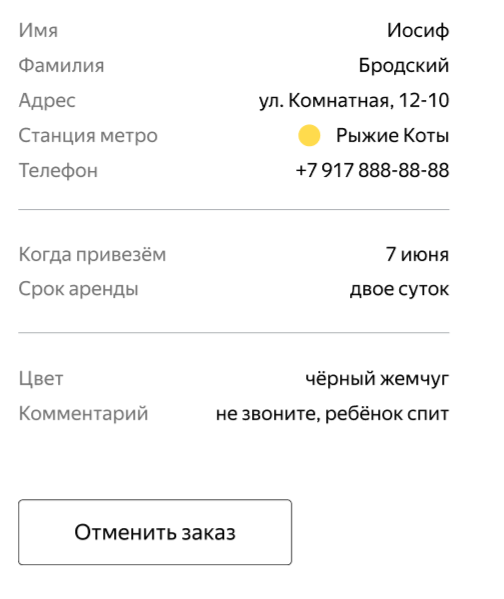 Имя Иосиф
Фамилия Бродский
Адрес ул. Комнатная, 12-10
Станция метро Рыжие Коты
Телефон +7 917 888-88-88
Когда привезём 7 июня
Срок аренды двое суток
Цвет чёрный жемчуг
Комментарий не звоните, ребёнок спит
Отменить заказ